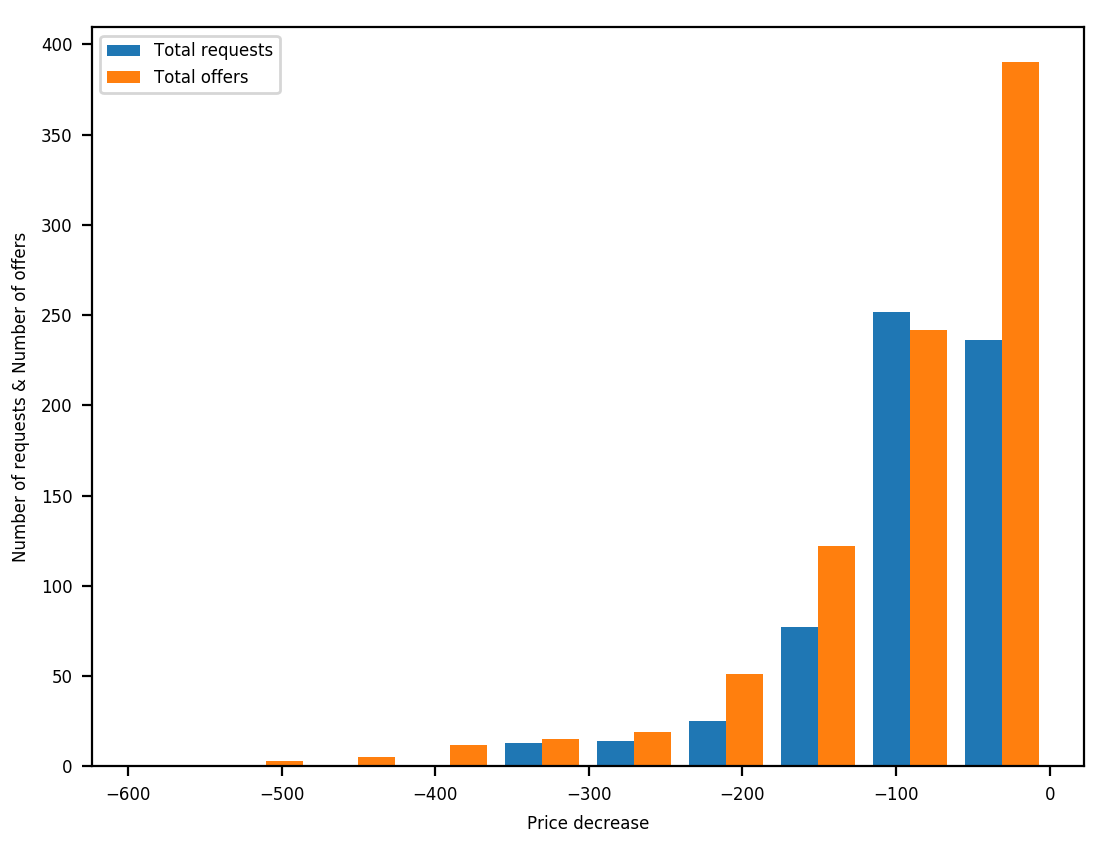 Total requests
Total offers
400
350
300
250
200
150
100
50
0
Number of requests & Number of offers
−600 −500 −400 −300 −200 −100 0
Price decrease